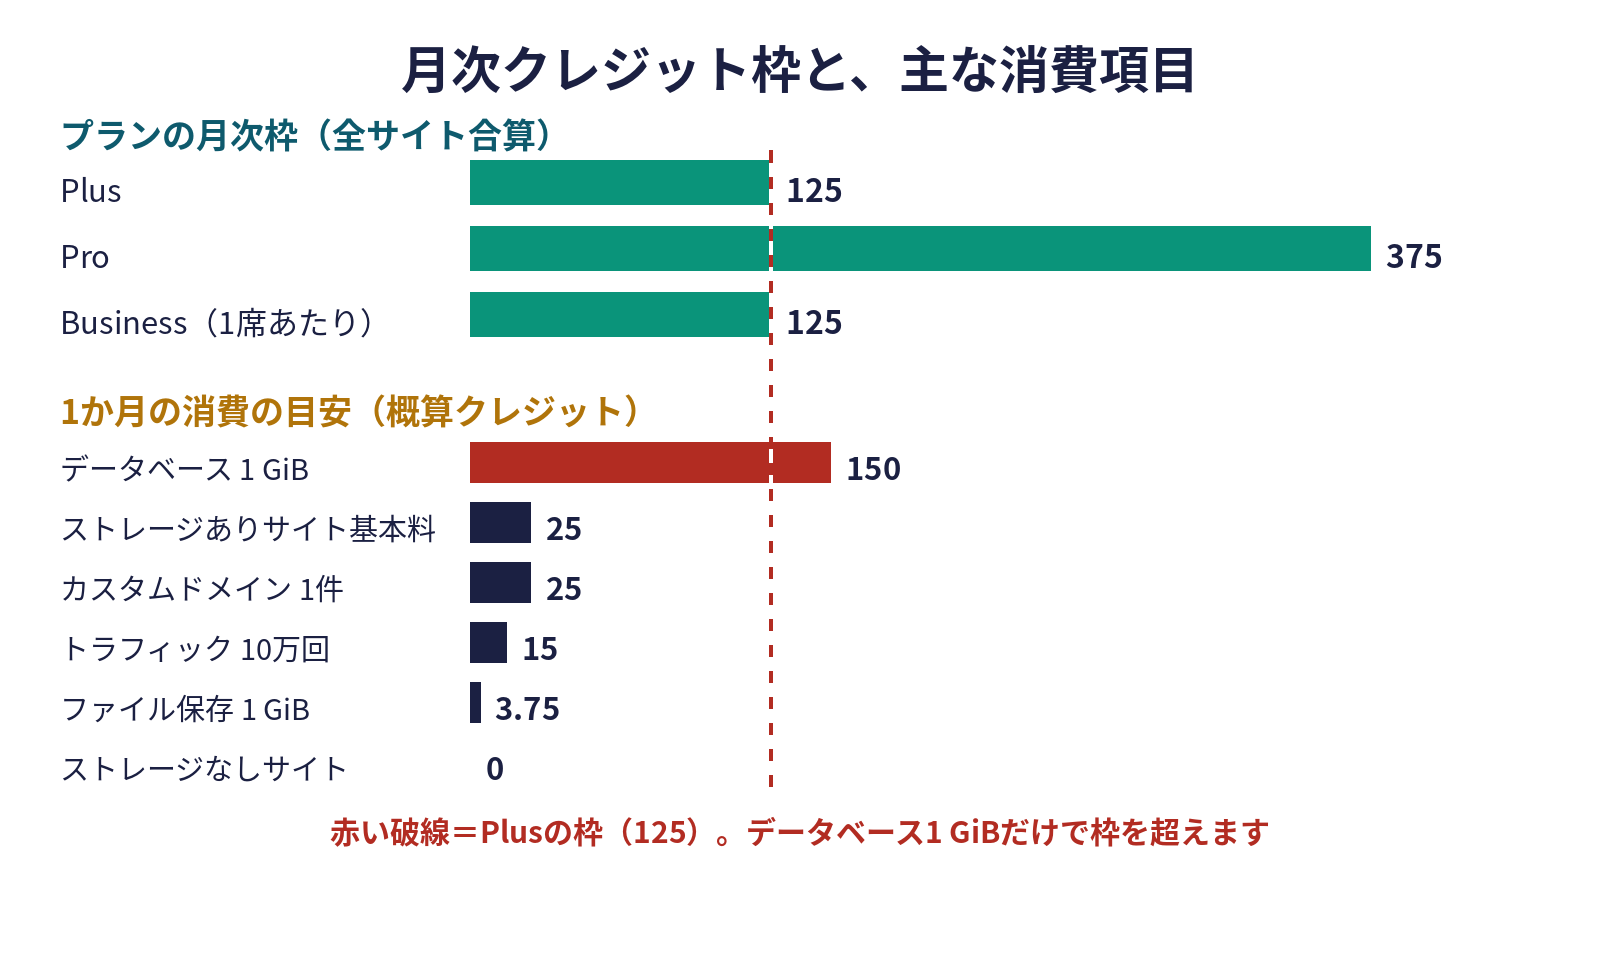 月次クレジット枠と、主な消費項目
プランの月次枠（全サイト合算）
Plus 125
Pro 375
Business（1席あたり） 125
1か月の消費の目安（概算クレジット）
データベース 1 GiB 150
ストレージありサイト基本料 25
カスタムドメイン 1件 25
トラフィック 10万回 15
ファイル保存 1 GiB 3.75
ストレージなしサイト 0
赤い破線＝Plusの枠（125）。データベース1 GiBだけで枠を超えます